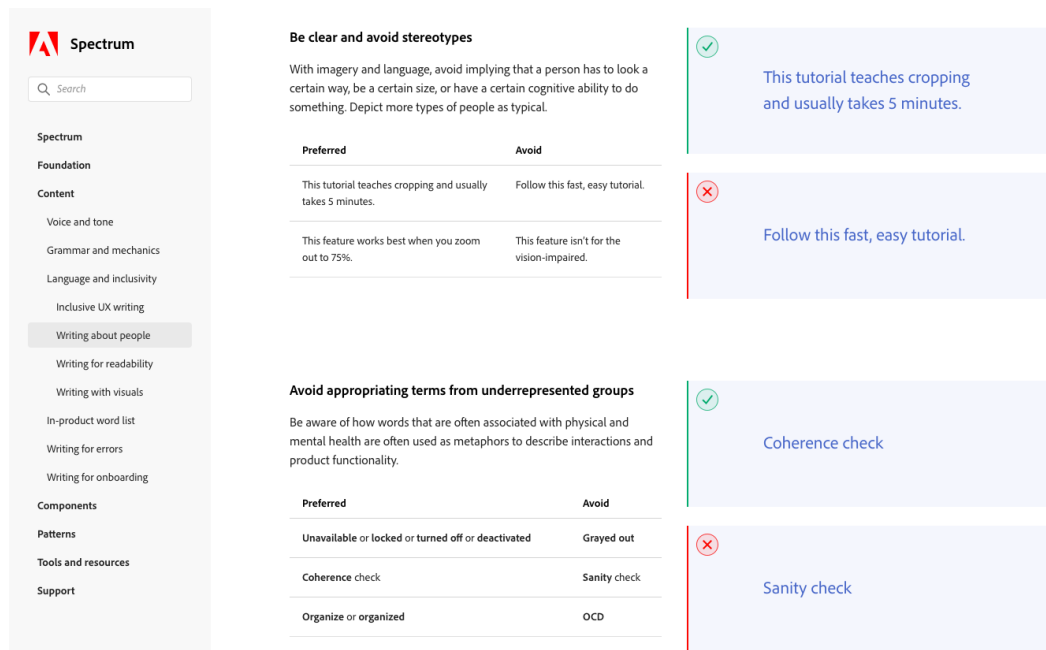 Spectrum
Search
Spectrum
Foundation
Content
Voice and tone
Grammar and mechanics
Language and inclusivity
Inclusive UX writing
Writing about people
Writing for readability
Writing with visuals
In-product word list
Writing for errors
Writing for onboarding
Components
Patterns
Tools and resources
Support
Be clear and avoid stereotypes
With imagery and language, avoid implying that a person has to look a
certain way, be a certain size, or have a certain cognitive ability to do
something. Depict more types of people as typical.
Preferred Avoid
This tutorial teaches cropping and usually Follow this fast, easy tutorial.
takes 5 minutes.
This feature works best when you zoom This feature isn't for the
out to 75%. vision-impaired.
This tutorial teaches cropping
and usually takes 5 minutes.
Follow this fast, easy tutorial.
Avoid appropriating terms from underrepresented groups
Be aware of how words that are often associated with physical and
mental health are often used as metaphors to describe interactions and
product functionality.
Preferred Avoid
Unavailable or locked or turned off or deactivated Grayed out
Coherence check Sanity check
Organize or organized OCD
Coherence check
Sanity check